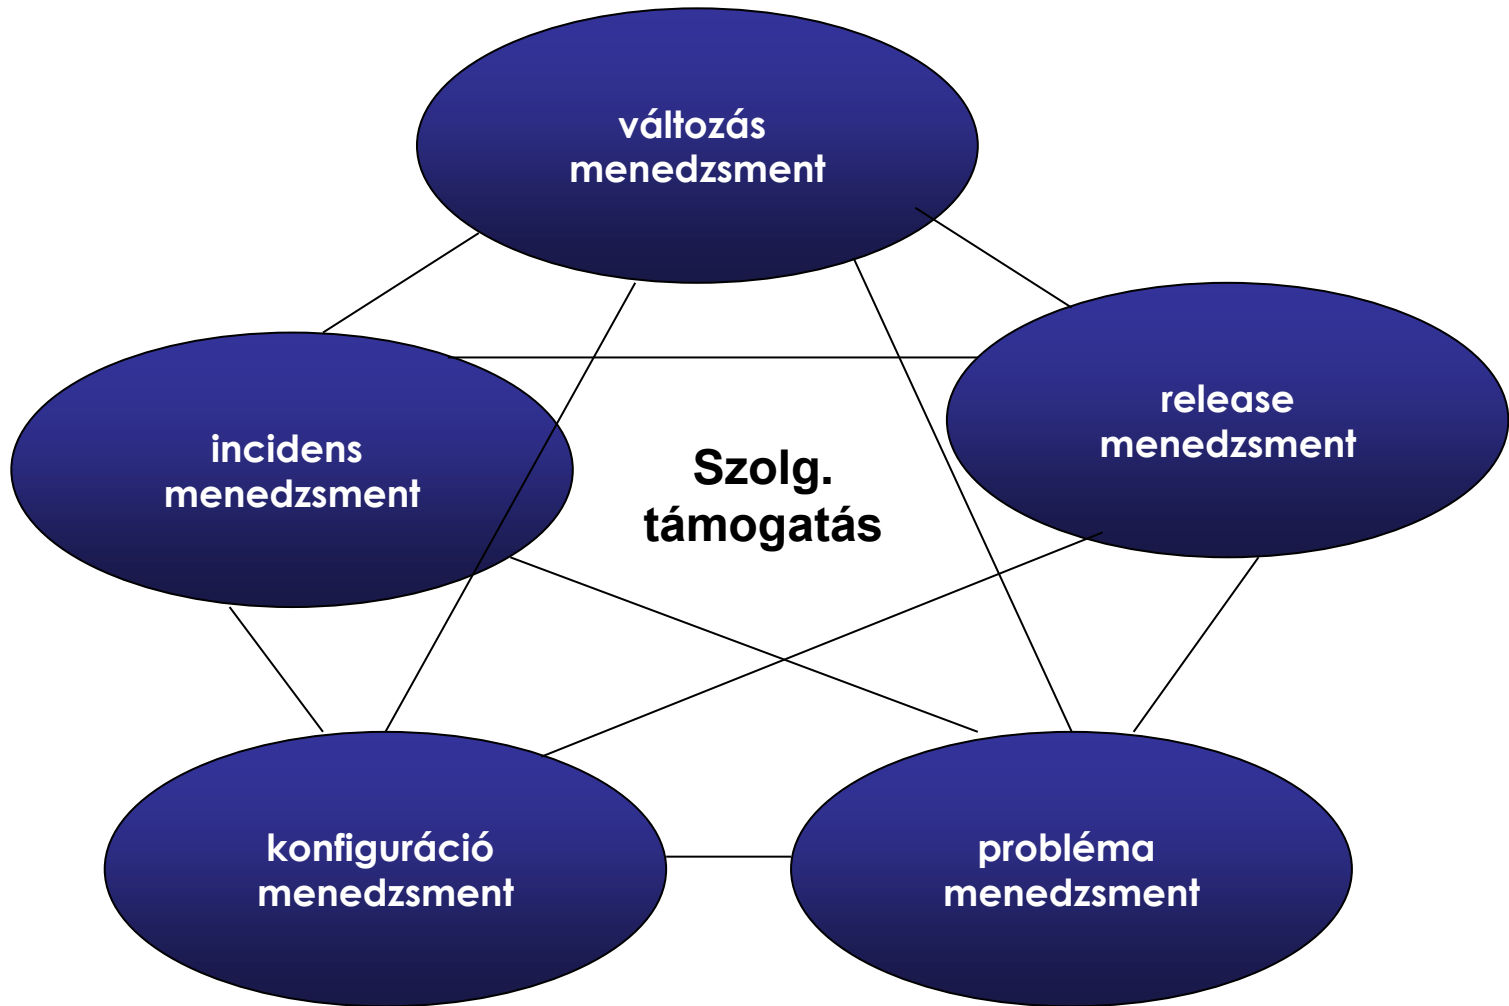 változás
menedzsment
release
menedzsment
incidens
menedzsment
Szolg.
támogatás
konfiguráció
menedzsment
probléma
menedzsment